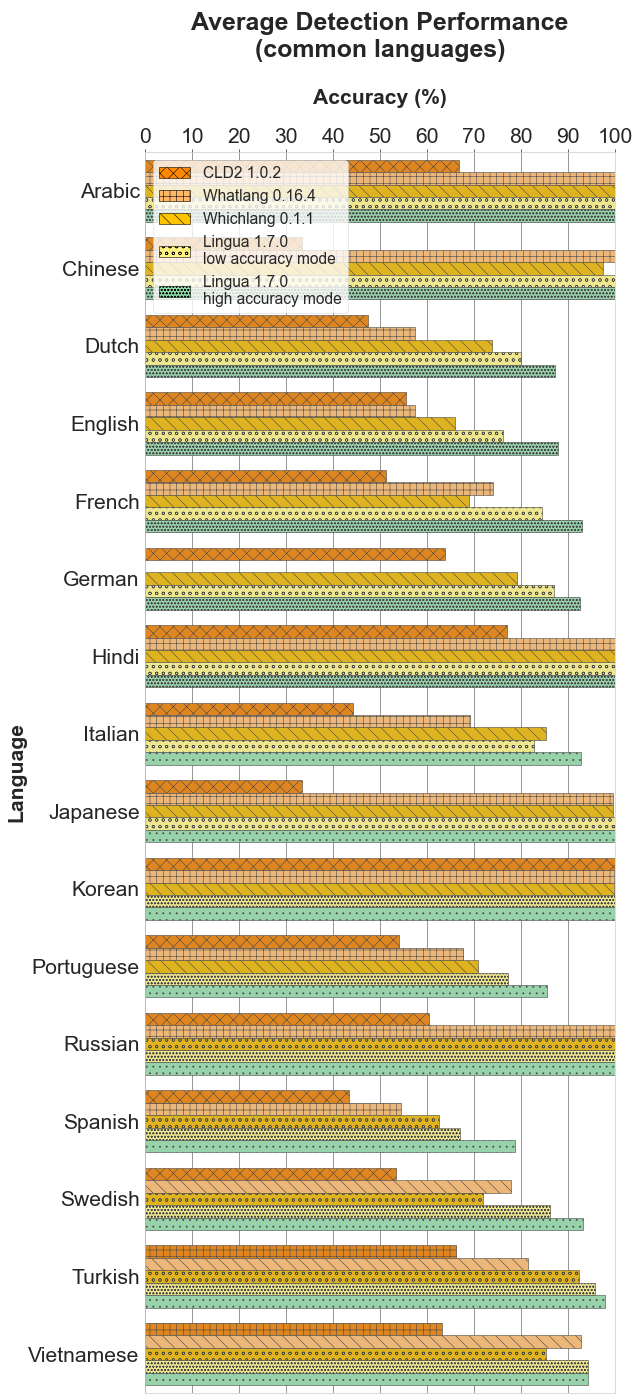 Average Detection Performance
(common languages)
Accuracy (%)
0 10 20 30 40 50 60 70 80 90 100
CLD2 1.0.2
Whatlang 0.16.4
Whichlang 0.1.1
Lingua 1.7.0
low accuracy mode
Lingua 1.7.0
high accuracy mode
Language
Arabic
Chinese
Dutch
English
French
German
Hindi
Italian
Japanese
Korean
Portuguese
Russian
Spanish
Swedish
Turkish
Vietnamese